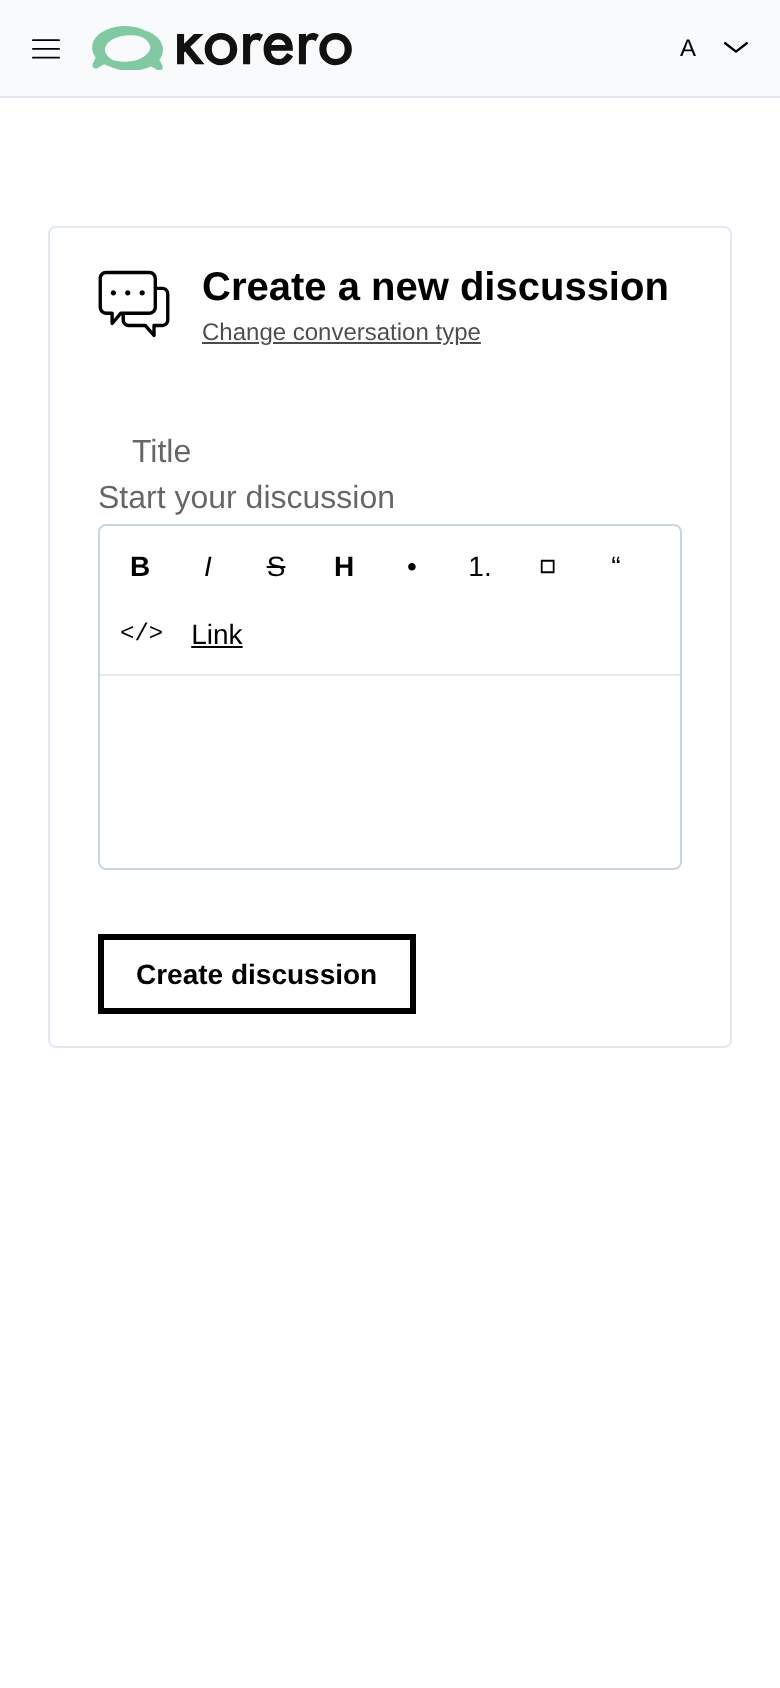 Korero
A
Create a new discussion
Change conversation type
Title
Start your discussion
B I S H • 1. “
</> Link
Create discussion